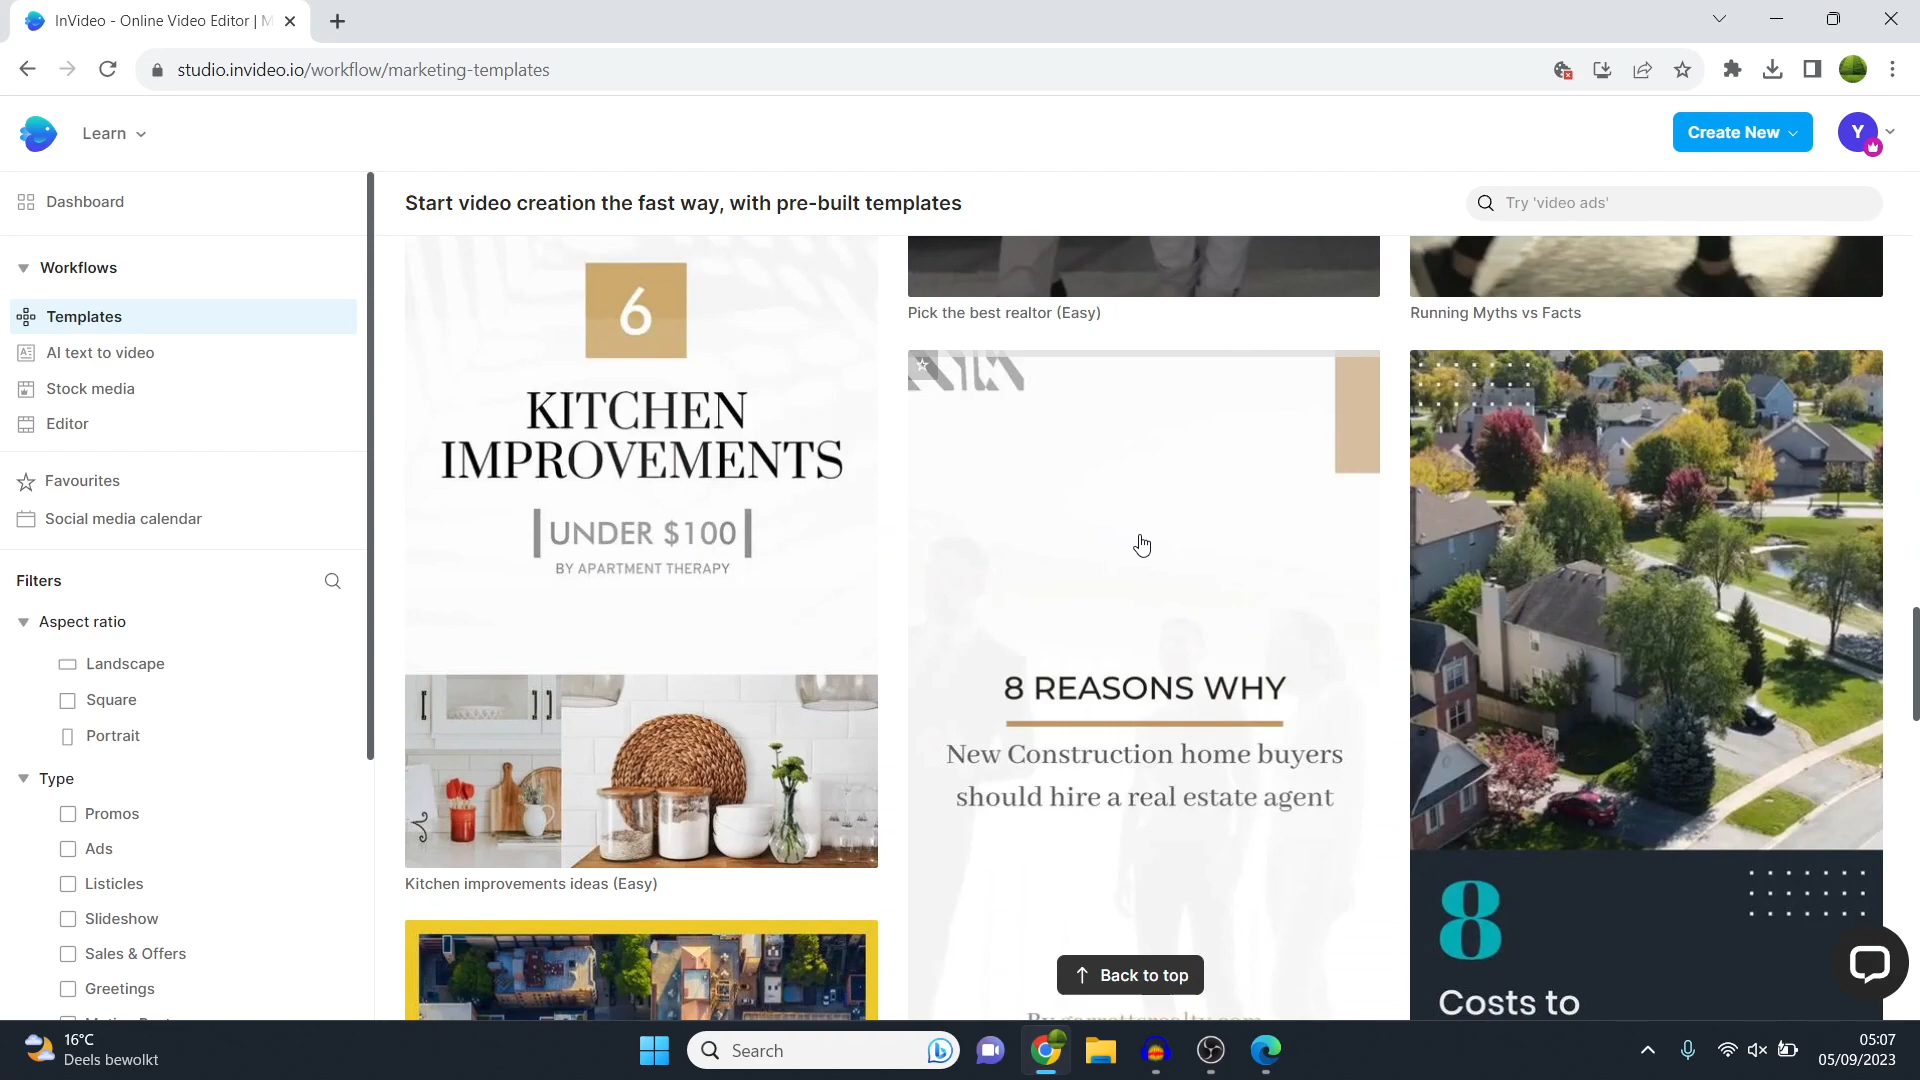 InVideo - Online Video Editor | M
studio.invideo.io/workflow/marketing-templates
Learn
Create New
Y
Dashboard
Start video creation the fast way, with pre-built templates
Try 'video ads'
Workflows
Templates
AI text to video
Stock media
Editor
Favourites
Social media calendar
Filters
Aspect ratio
Landscape
Square
Portrait
Type
Promos
Ads
Listicles
Slideshow
Sales & Offers
Greetings
6
KITCHEN
IMPROVEMENTS
UNDER $100
BY APARTMENT THERAPY
Kitchen improvements ideas (Easy)
Pick the best realtor (Easy)
8 REASONS WHY
New Construction home buyers
should hire a real estate agent
Back to top
Running Myths vs Facts
8
Costs to
16°C
Deels bewolkt
Search
05:07
05/09/2023